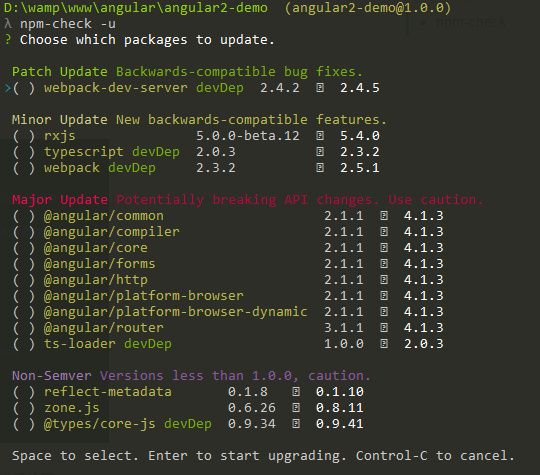 D:\wamp\www\angular\angular2-demo (angular2-demo@1.0.0)
λ npm-check -u
? Choose which packages to update.
Patch Update Backwards-compatible bug fixes.
>( ) webpack-dev-server devDep 2.4.2 ⍰ 2.4.5
Minor Update New backwards-compatible features.
( ) rxjs 5.0.0-beta.12 ⍰ 5.4.0
( ) typescript devDep 2.0.3 ⍰ 2.3.2
( ) webpack devDep 2.3.2 ⍰ 2.5.1
Major Update Potentially breaking API changes. Use caution.
( ) @angular/common 2.1.1 ⍰ 4.1.3
( ) @angular/compiler 2.1.1 ⍰ 4.1.3
( ) @angular/core 2.1.1 ⍰ 4.1.3
( ) @angular/forms 2.1.1 ⍰ 4.1.3
( ) @angular/http 2.1.1 ⍰ 4.1.3
( ) @angular/platform-browser 2.1.1 ⍰ 4.1.3
( ) @angular/platform-browser-dynamic 2.1.1 ⍰ 4.1.3
( ) @angular/router 3.1.1 ⍰ 4.1.3
( ) ts-loader devDep 1.0.0 ⍰ 2.0.3
Non-Semver Versions less than 1.0.0, caution.
( ) reflect-metadata 0.1.8 ⍰ 0.1.10
( ) zone.js 0.6.26 ⍰ 0.8.11
( ) @types/core-js devDep 0.9.34 ⍰ 0.9.41
Space to select. Enter to start upgrading. Control-C to cancel.